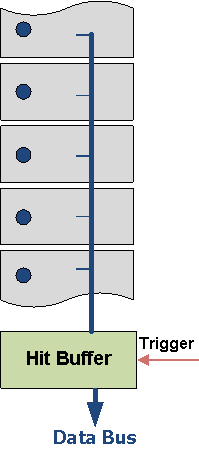 Trigger
Hit Buffer
Data Bus